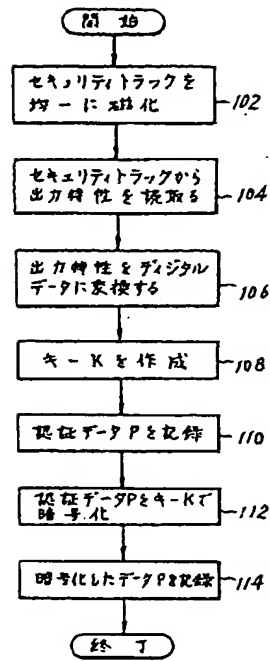 開始
セキュリティトラックを
均一に磁化
102
セキュリティトラックから
出力特性を読取る
104
出力特性をディジタル
データに変換する
106
キーKを作成
108
認証データPを記録
110
認証データPをキーKで
暗号化
112
暗号化したデータPを記録
114
終了